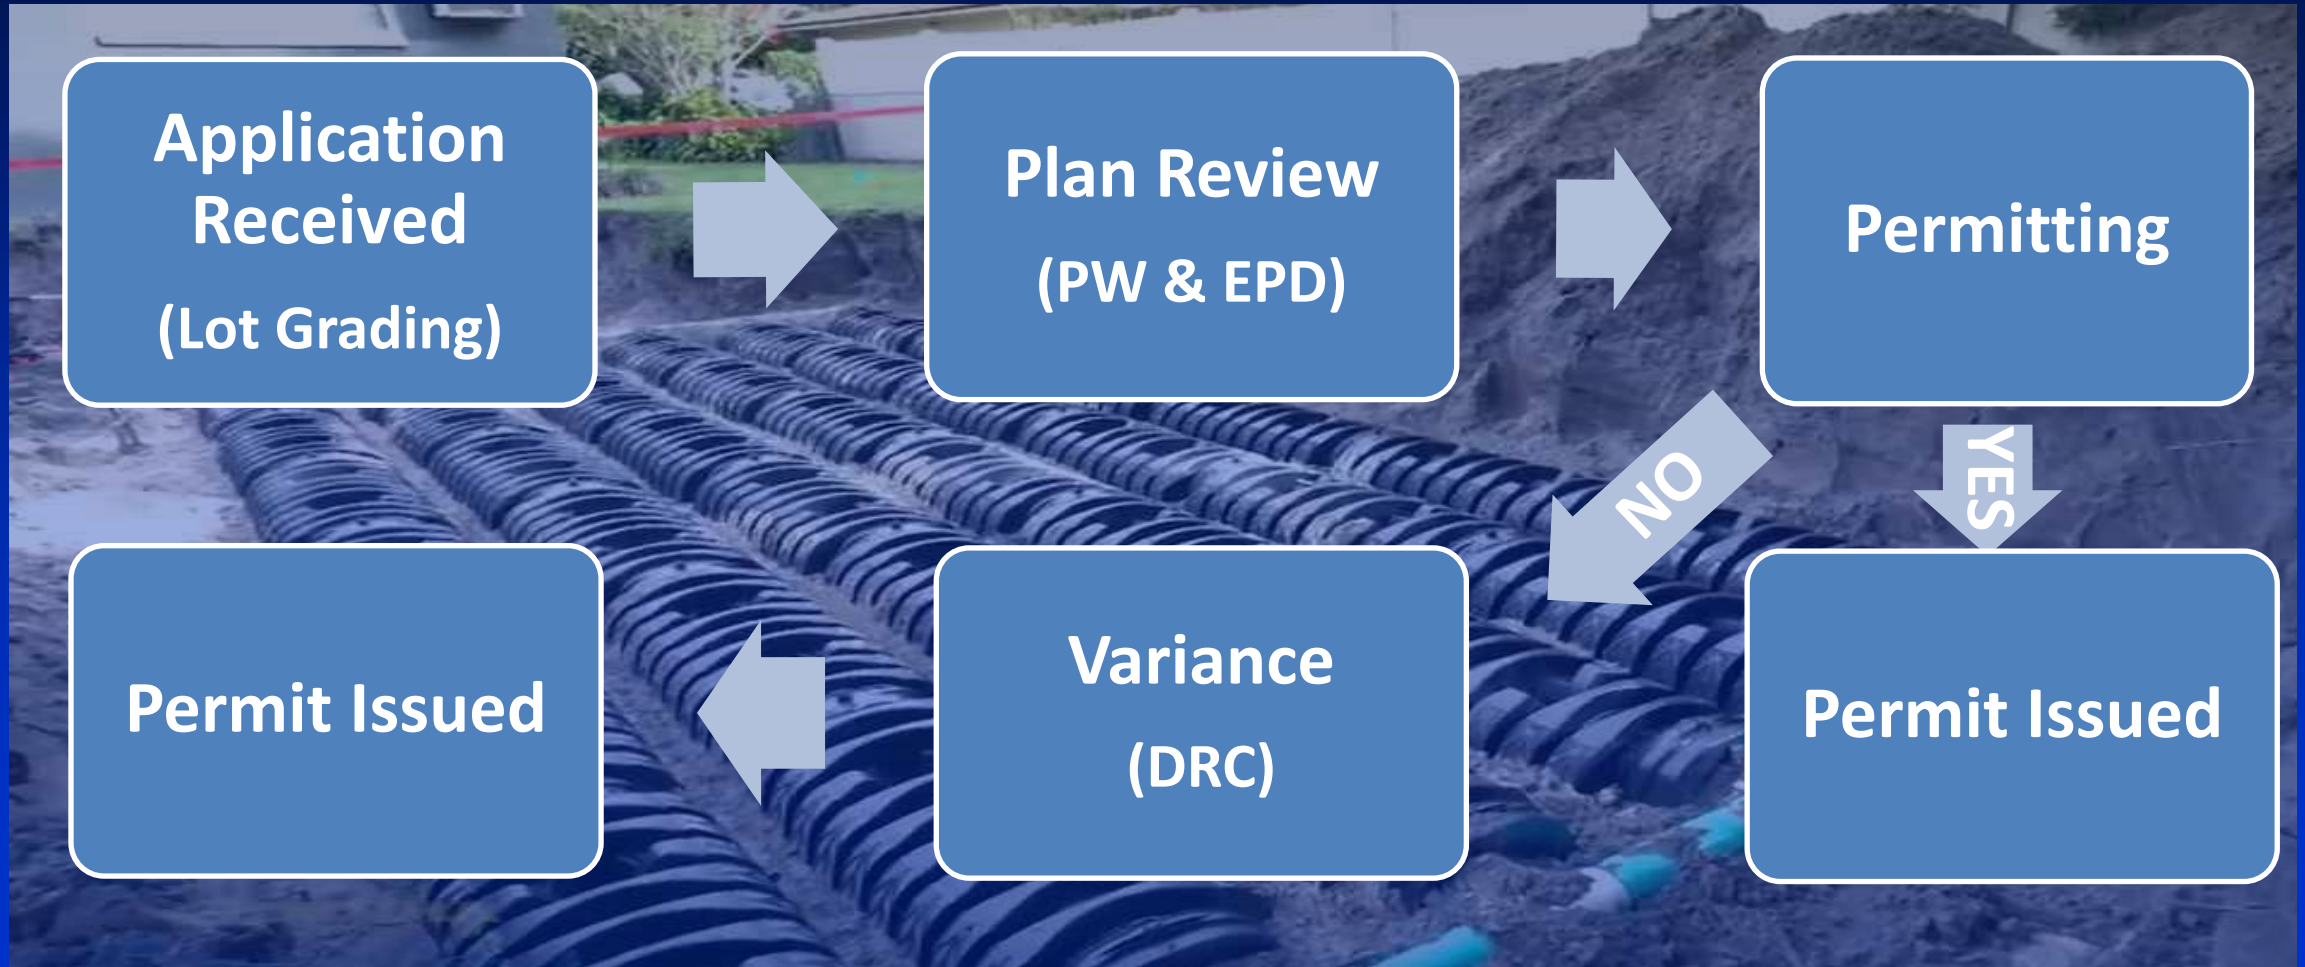 Application
Received
(Lot Grading)
Plan Review
(PW & EPD)
Permitting
NO
YES
Permit Issued
Variance
(DRC)
Permit Issued